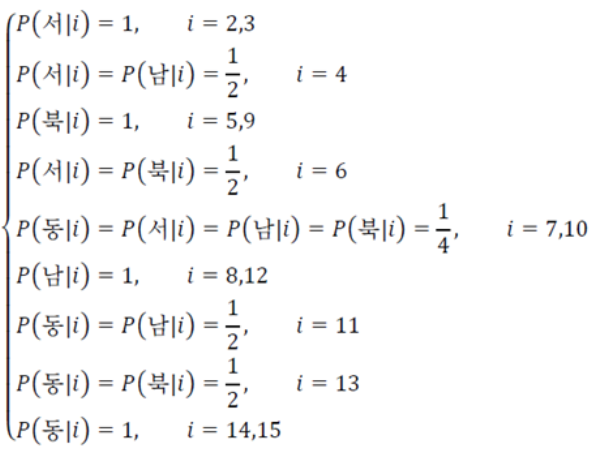 P(서|i) = 1, i = 2,3
P(서|i) = P(남|i) = 1/2, i = 4
P(북|i) = 1, i = 5,9
P(서|i) = P(북|i) = 1/2, i = 6
P(동|i) = P(서|i) = P(남|i) = P(북|i) = 1/4, i = 7,10
P(남|i) = 1, i = 8,12
P(동|i) = P(남|i) = 1/2, i = 11
P(동|i) = P(북|i) = 1/2, i = 13
P(동|i) = 1, i = 14,15